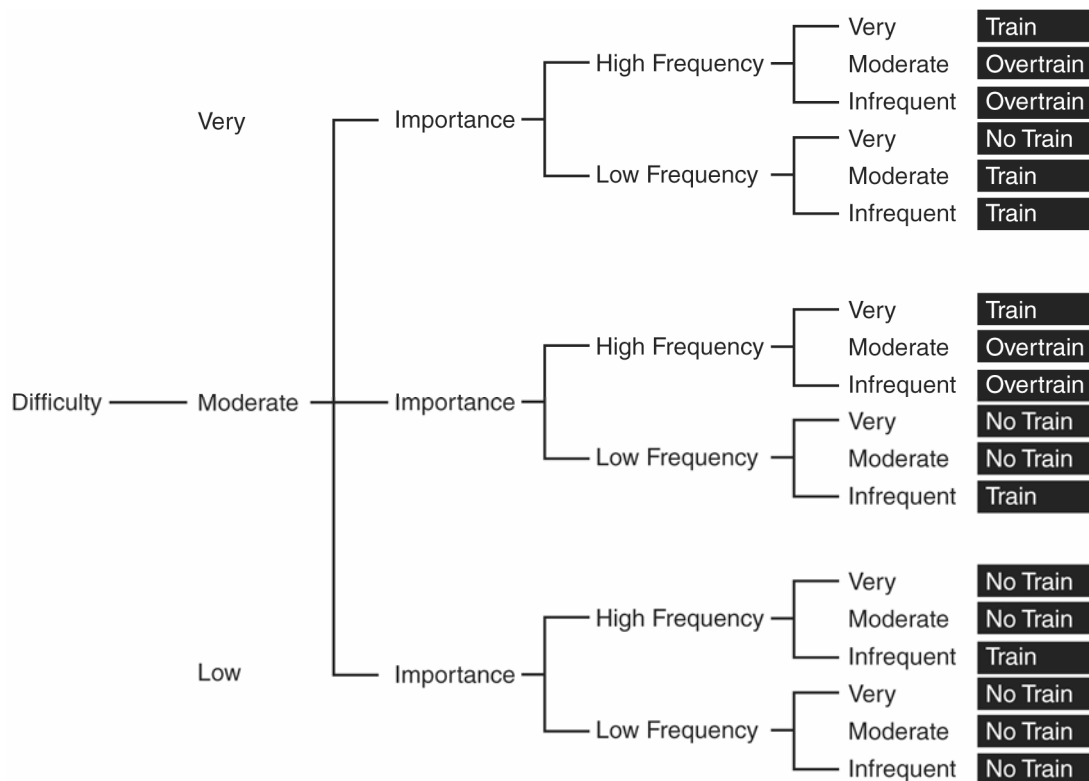 Very Train
High Frequency Moderate Overtrain
Infrequent Overtrain
Very Importance
Very No Train
Low Frequency Moderate Train
Infrequent Train
Very Train
High Frequency Moderate Overtrain
Infrequent Overtrain
Difficulty Moderate Importance
Very No Train
Low Frequency Moderate No Train
Infrequent Train
Very No Train
High Frequency Moderate No Train
Infrequent Train
Low Importance
Very No Train
Low Frequency Moderate No Train
Infrequent No Train